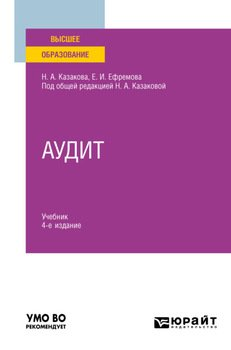 ВЫСШЕЕ
ОБРАЗОВАНИЕ
Н. А. Казакова, Е. И. Ефремова
Под общей редакцией Н. А. Казаковой
АУДИТ
Учебник
4-е издание
УМО ВО
РЕКОМЕНДУЕТ
ЮРАЙТ
издательство